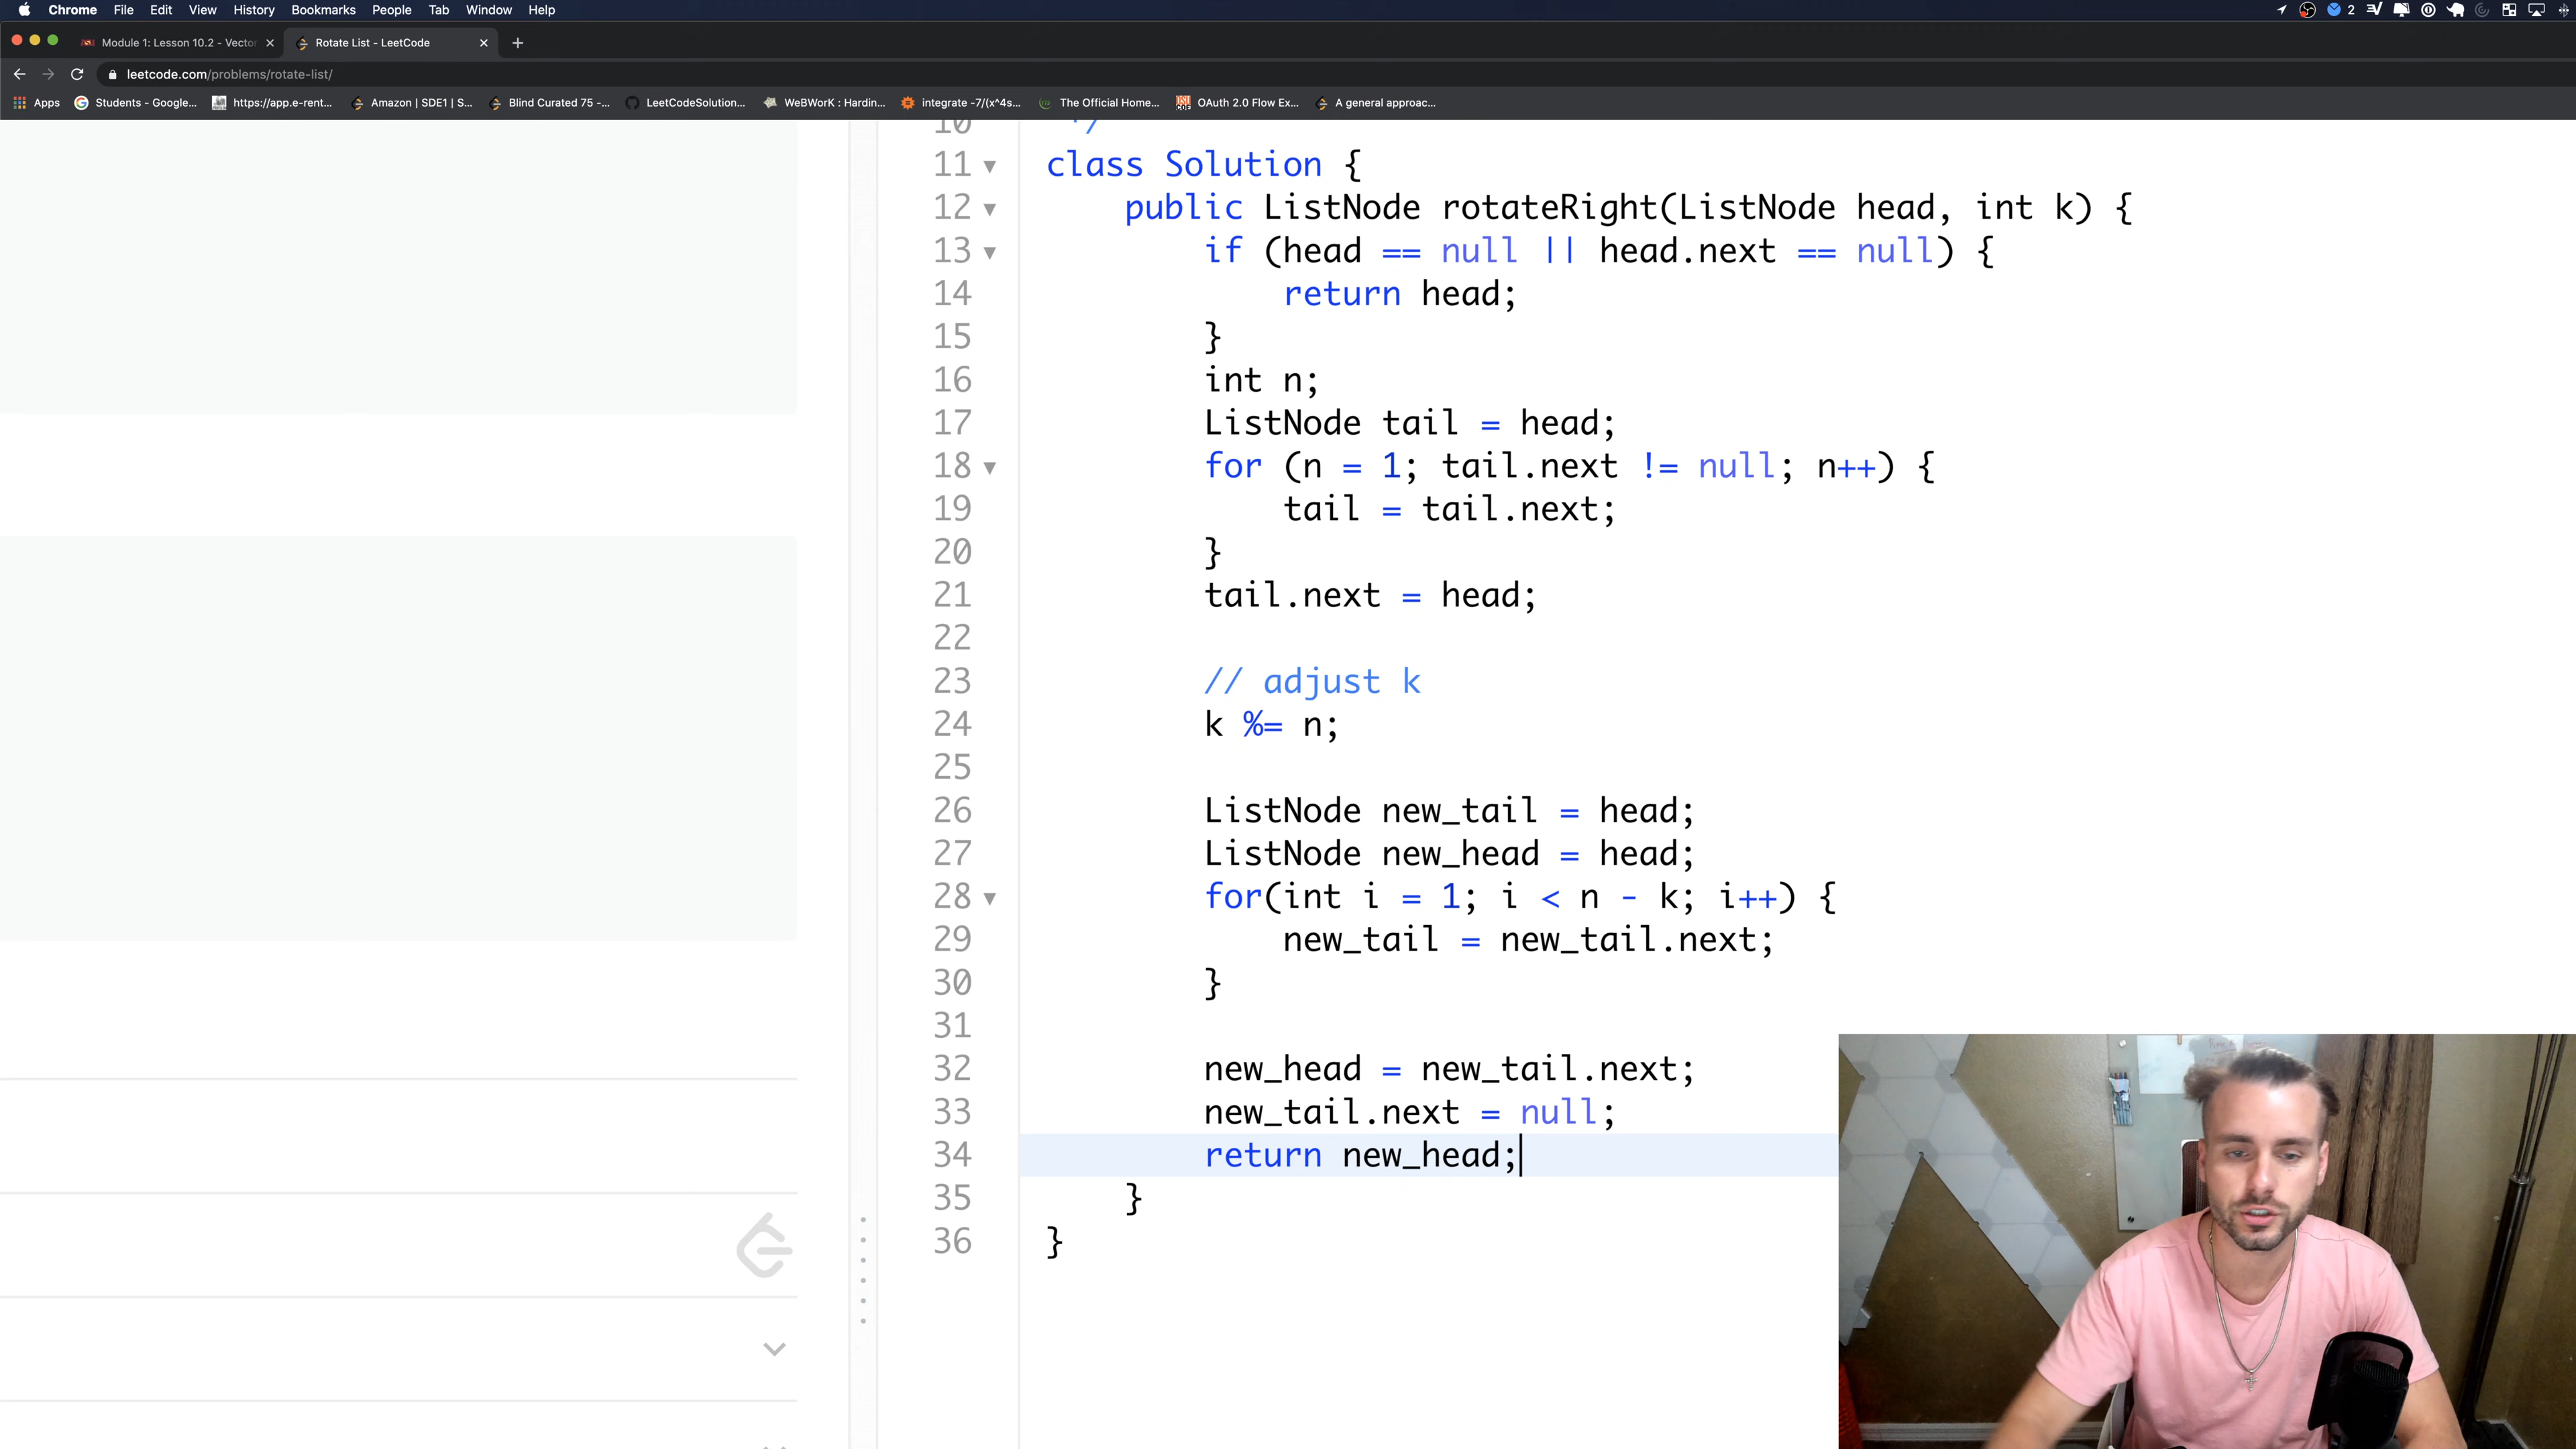 Chrome File Edit View History Bookmarks People Tab Window Help 2
Module 1: Lesson 10.2 - Vector Rotate List - LeetCode
leetcode.com/problems/rotate-list/
Apps Students - Google... https://app.e-rent... Amazon | SDE1 | S... Blind Curated 75 -... LeetCodeSolution... WeBWorK : Hardin... integrate -7/(x^4s... The Official Home... OAuth 2.0 Flow Ex... A general approac...
10 */
11 class Solution {
12 public ListNode rotateRight(ListNode head, int k) {
13 if (head == null || head.next == null) {
14 return head;
15 }
16 int n;
17 ListNode tail = head;
18 for (n = 1; tail.next != null; n++) {
19 tail = tail.next;
20 }
21 tail.next = head;
22
23 // adjust k
24 k %= n;
25
26 ListNode new_tail = head;
27 ListNode new_head = head;
28 for(int i = 1; i < n - k; i++) {
29 new_tail = new_tail.next;
30 }
31
32 new_head = new_tail.next;
33 new_tail.next = null;
34 return new_head;
35 }
36 }